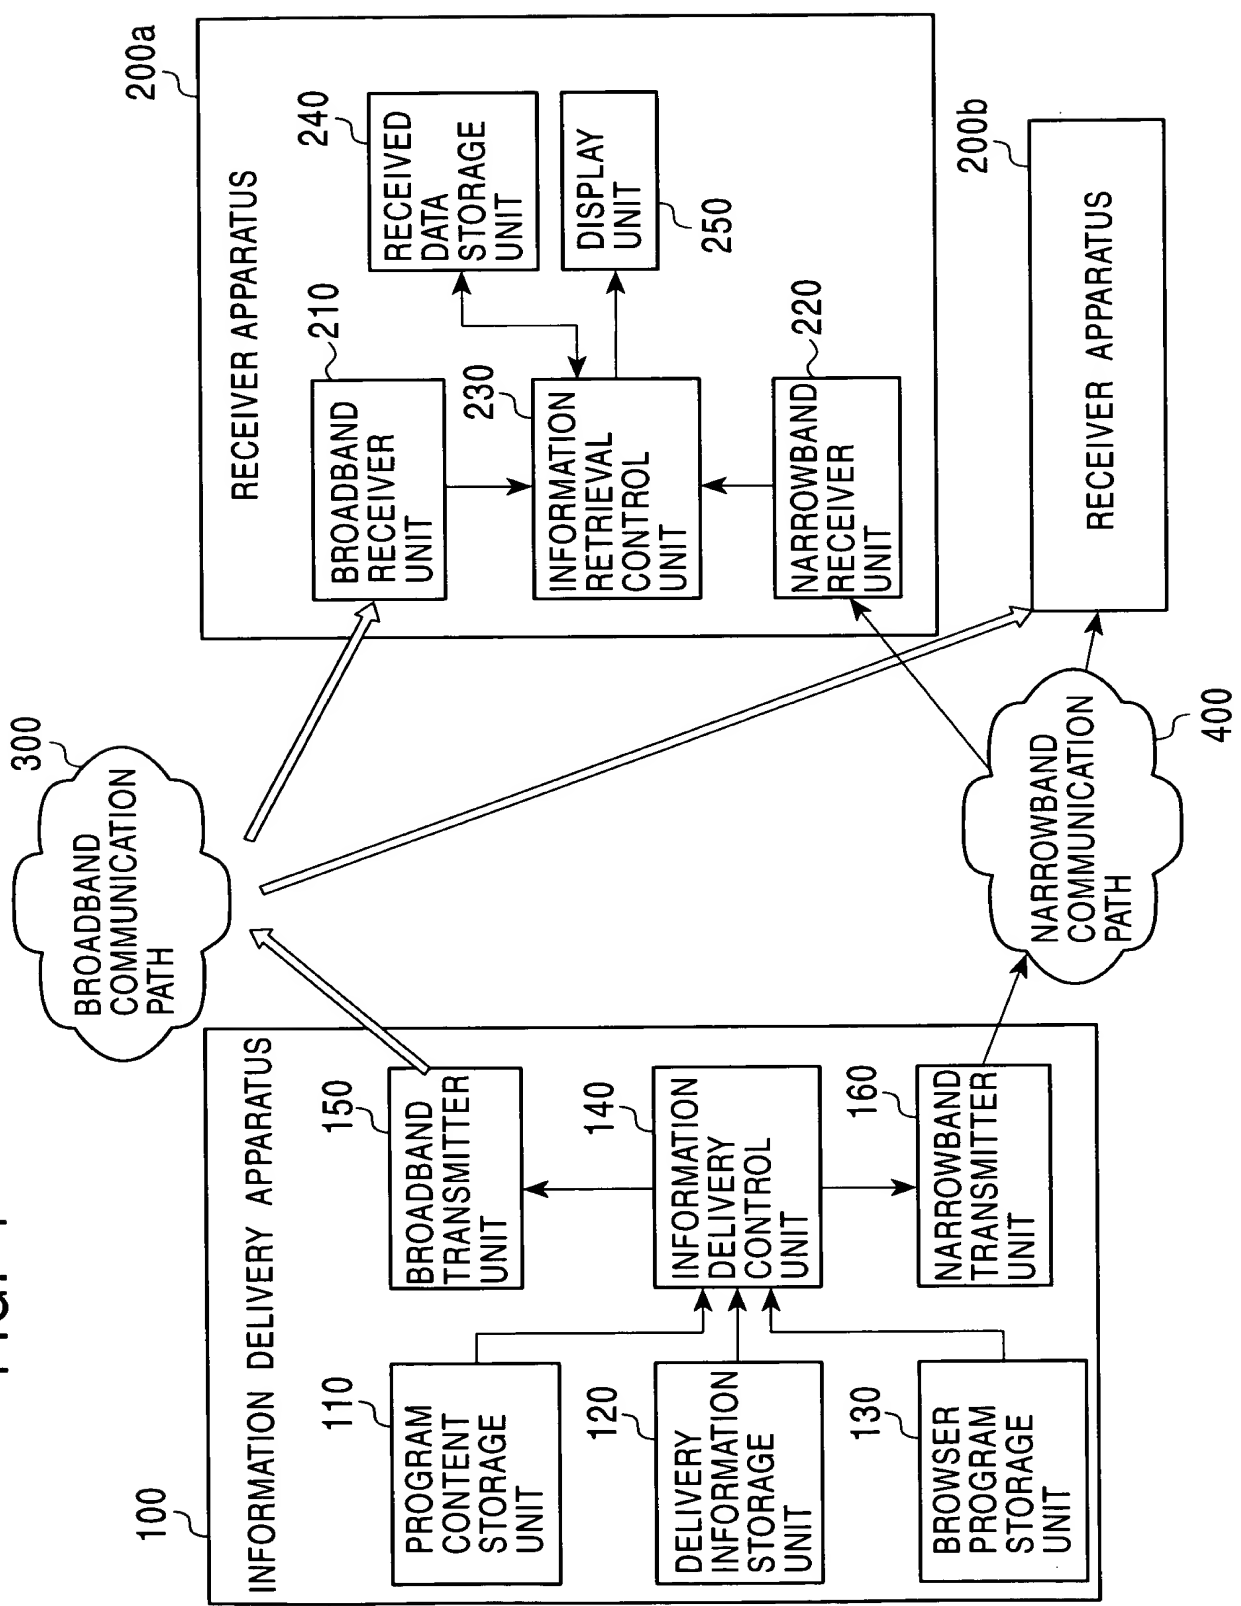 100
INFORMATION DELIVERY APPARATUS
110
PROGRAM
CONTENT
STORAGE
UNIT
120
DELIVERY
INFORMATION
STORAGE
UNIT
130
BROWSER
PROGRAM
STORAGE
UNIT
150
BROADBAND
TRANSMITTER
UNIT
140
INFORMATION
DELIVERY
CONTROL
UNIT
160
NARROWBAND
TRANSMITTER
UNIT
300
BROADBAND
COMMUNICATION
PATH
NARROWBAND
COMMUNICATION
PATH
400
200a
RECEIVER APPARATUS
210
BROADBAND
RECEIVER
UNIT
230
INFORMATION
RETRIEVAL
CONTROL
UNIT
220
NARROWBAND
RECEIVER
UNIT
240
RECEIVED
DATA
STORAGE
UNIT
DISPLAY
UNIT
250
200b
RECEIVER APPARATUS